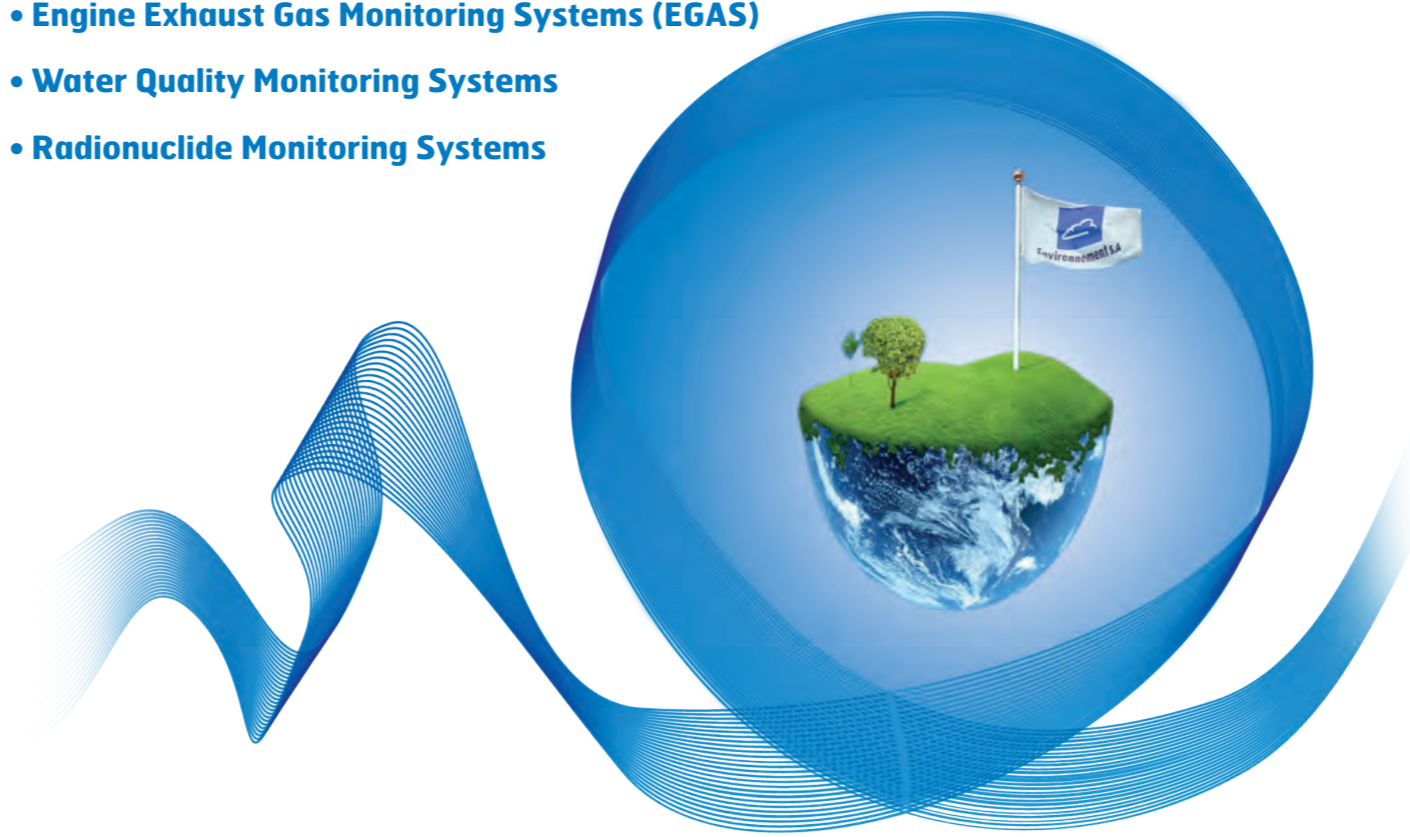 • Engine Exhaust Gas Monitoring Systems (EGAS)
• Water Quality Monitoring Systems
• Radionuclide Monitoring Systems
Environnement S.A